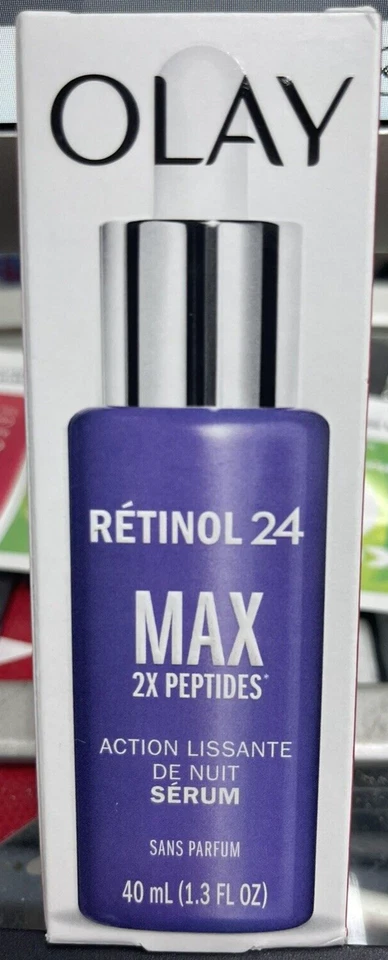 OLAY
RÉTINOL 24
MAX
2X PEPTIDES*
ACTION LISSANTE
DE NUIT
SÉRUM
SANS PARFUM
40 mL (1.3 FL OZ)